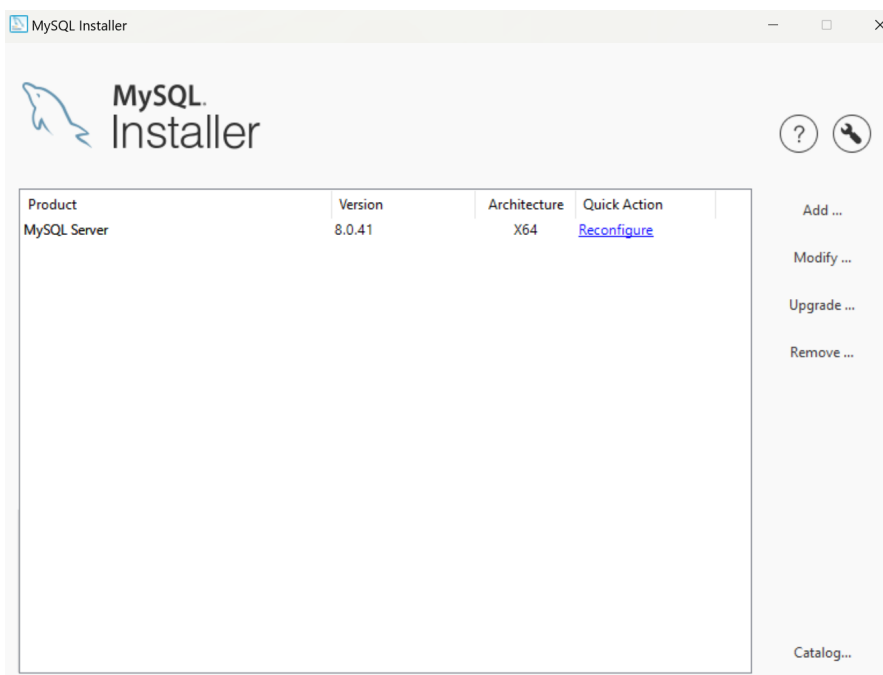 MySQL Installer
MySQL.
Installer
?
Product Version Architecture Quick Action
MySQL Server 8.0.41 X64 Reconfigure
Add ...
Modify ...
Upgrade ...
Remove ...
Catalog...